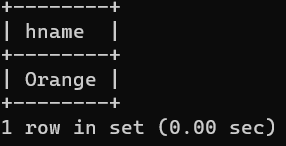 +--------+
| hname  |
+--------+
| Orange |
+--------+
1 row in set (0.00 sec)